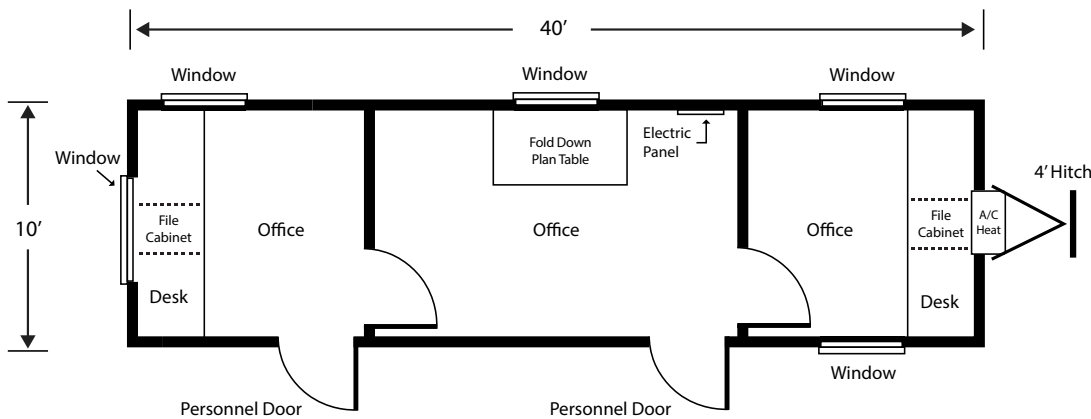 40’
Window
Window
Window
Window
10’
Fold Down
Plan Table
Electric
Panel
4’ Hitch
File
Cabinet
Office
Office
Office
File
Cabinet
A/C
Heat
Desk
Desk
Window
Personnel Door
Personnel Door